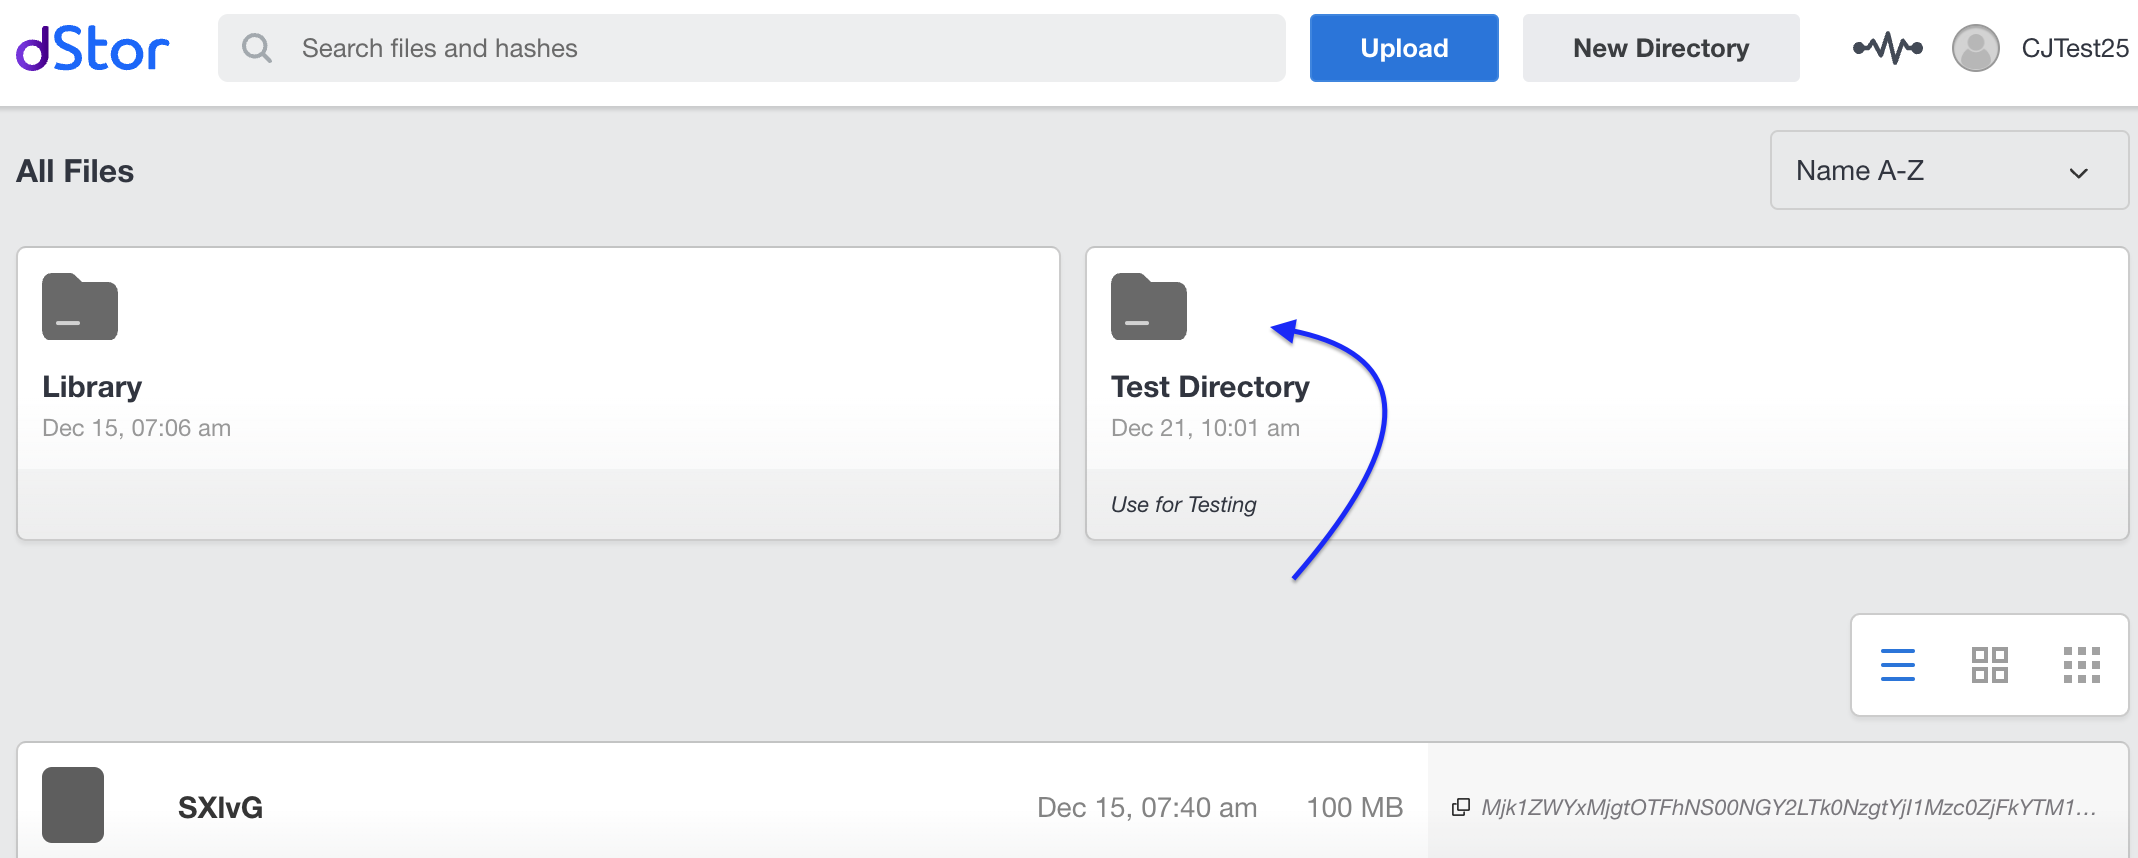 dStor
Search files and hashes
Upload
New Directory
CJTest25
All Files
Name A-Z
Library
Dec 15, 07:06 am
Test Directory
Dec 21, 10:01 am
Use for Testing
SXlvG
Dec 15, 07:40 am
100 MB
Mjk1ZWYxMjgtOTFhNS00NGY2LTk0NzgtYjI1Mzc0ZjFkYTM1...